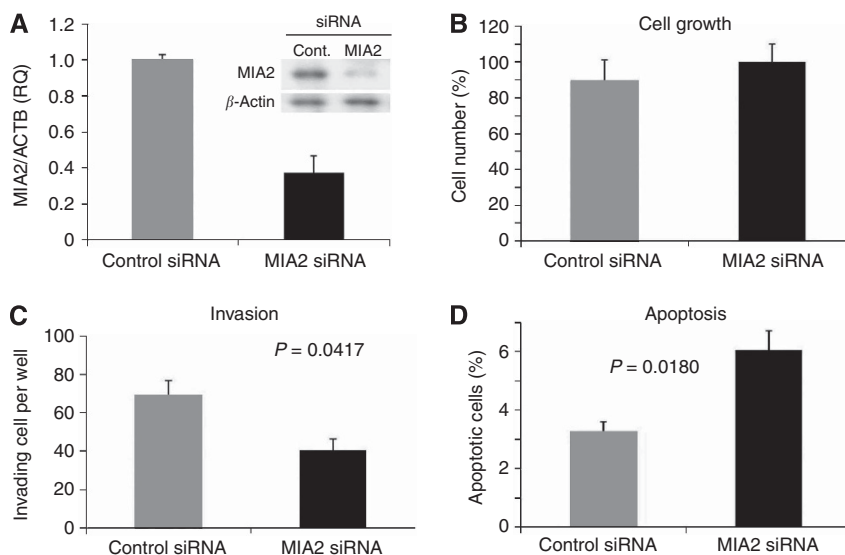 A
MIA2/ACTB (RQ)
1.2
1.0
0.8
0.6
0.4
0.2
0
siRNA
Cont. MIA2
MIA2
β-Actin
Control siRNA MIA2 siRNA
B
Cell growth
Cell number (%)
120
100
80
60
40
20
0
Control siRNA MIA2 siRNA
C
Invasion
Invading cell per well
100
80
60
40
20
0
P = 0.0417
Control siRNA MIA2 siRNA
D
Apoptosis
Apoptotic cells (%)
6
4
2
0
P = 0.0180
Control siRNA MIA2 siRNA